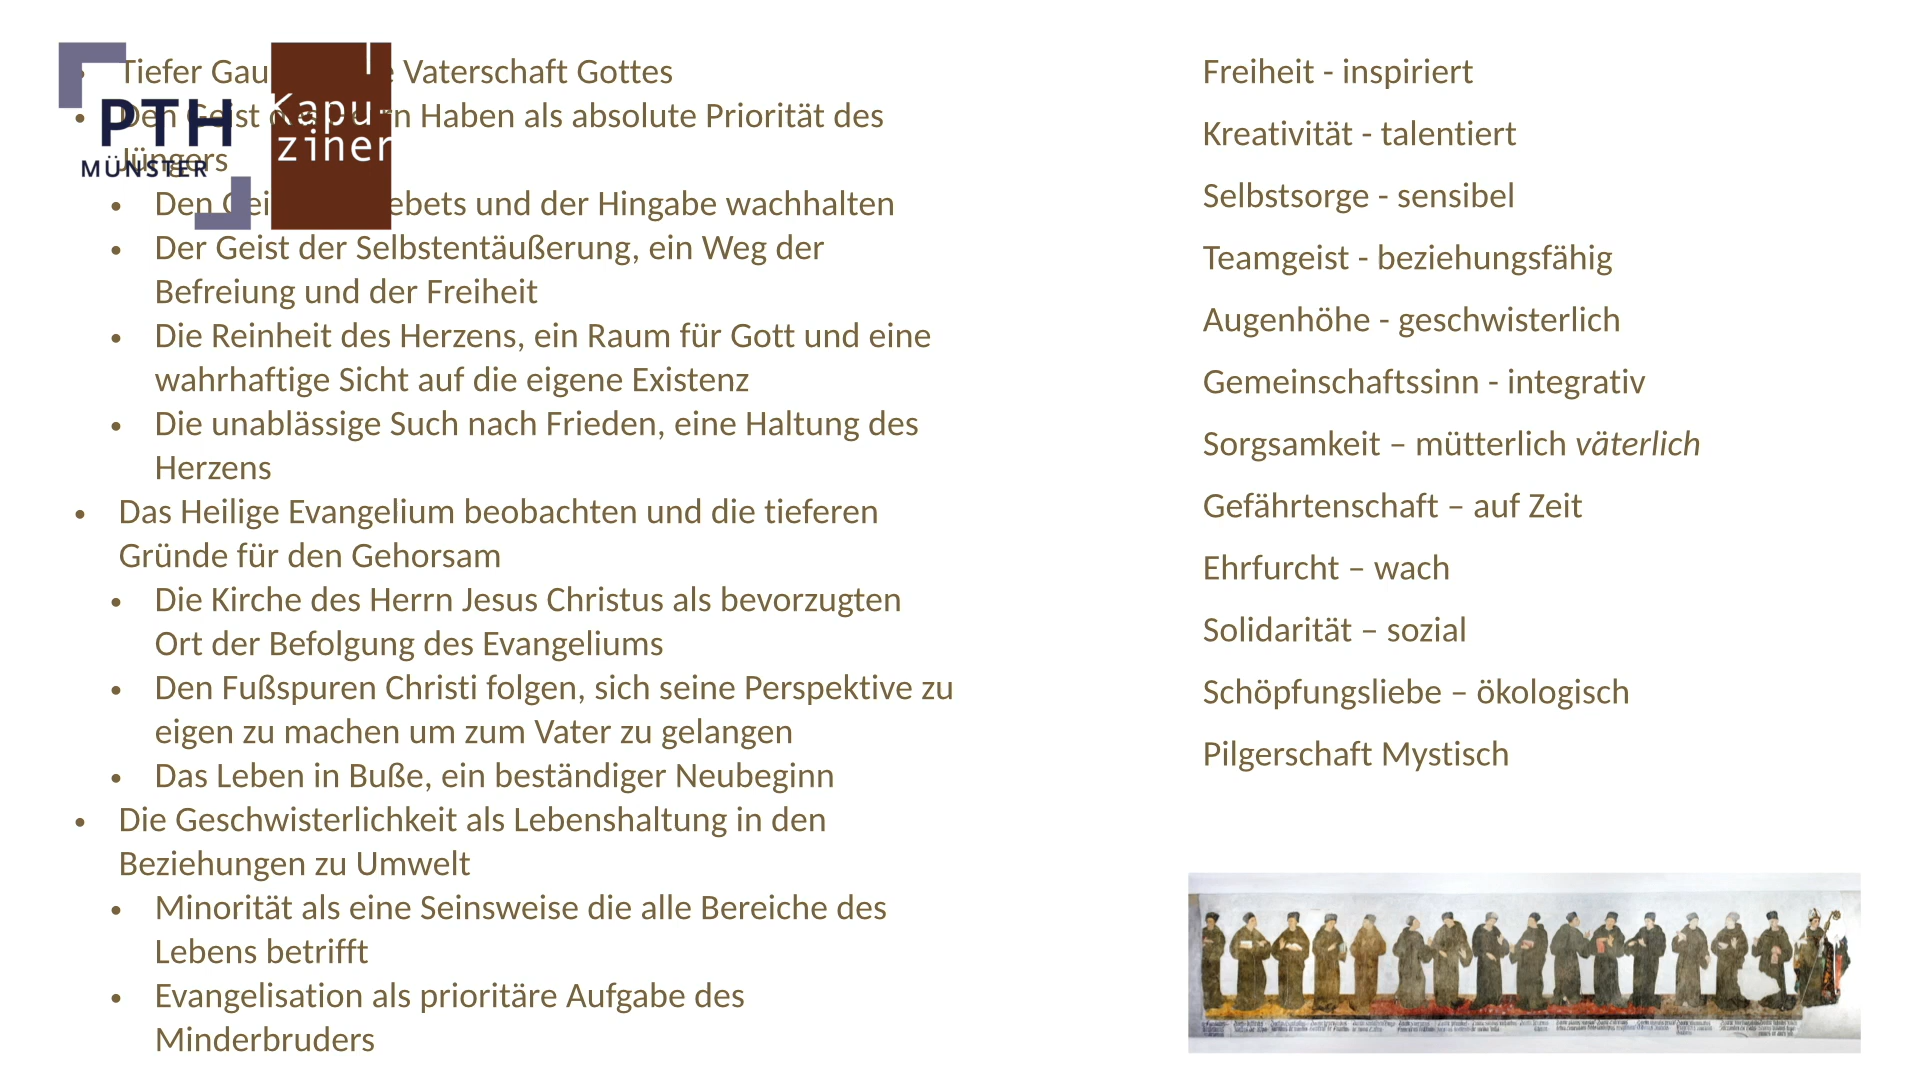 Tiefer Gau Vaterschaft Gottes
Den Geist Haben als absolute Priorität des
Jüngers
PTH
MÜNSTER
Kapu-
ziner
Den und der Hingabe wachhalten
Der Geist der Selbstentäußerung, ein Weg der
Befreiung und der Freiheit
Die Reinheit des Herzens, ein Raum für Gott und eine
wahrhaftige Sicht auf die eigene Existenz
Die unablässige Such nach Frieden, eine Haltung des
Herzens
Das Heilige Evangelium beobachten und die tieferen
Gründe für den Gehorsam
Die Kirche des Herrn Jesus Christus als bevorzugten
Ort der Befolgung des Evangeliums
Den Fußspuren Christi folgen, sich seine Perspektive zu
eigen zu machen um zum Vater zu gelangen
Das Leben in Buße, ein beständiger Neubeginn
Die Geschwisterlichkeit als Lebenshaltung in den
Beziehungen zu Umwelt
Minorität als eine Seinsweise die alle Bereiche des
Lebens betrifft
Evangelisation als prioritäre Aufgabe des
Minderbruders
Freiheit - inspiriert
Kreativität - talentiert
Selbstsorge - sensibel
Teamgeist - beziehungsfähig
Augenhöhe - geschwisterlich
Gemeinschaftssinn - integrativ
Sorgsamkeit – mütterlich väterlich
Gefährtenschaft – auf Zeit
Ehrfurcht – wach
Solidarität – sozial
Schöpfungsliebe – ökologisch
Pilgerschaft Mystisch